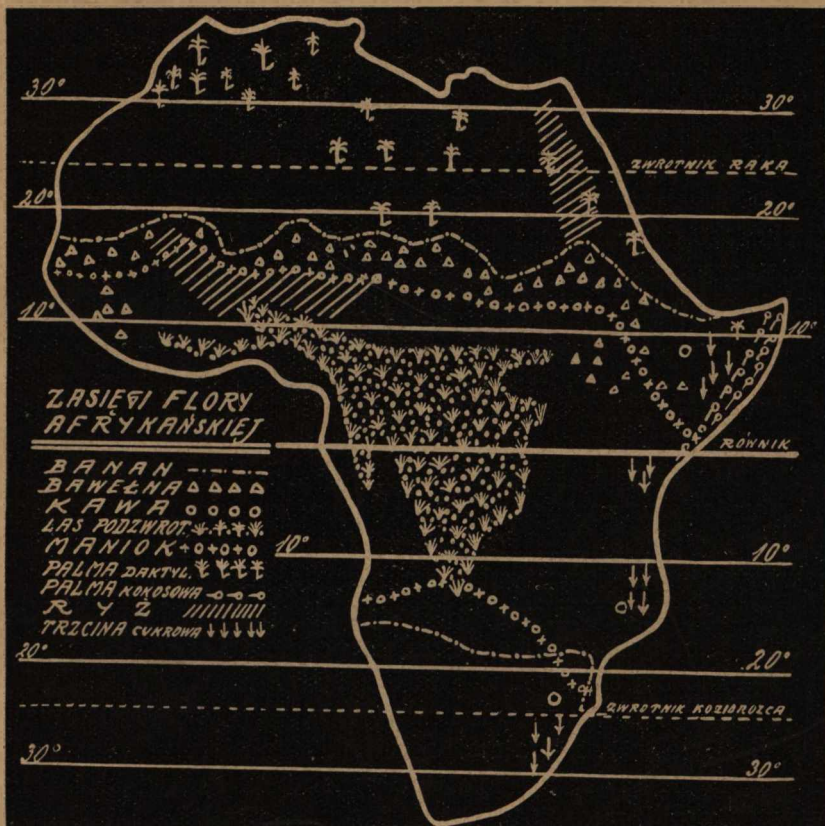 30° 30°
ZWROTNIK RAKA
20° 20°
10° 10°
ZASIĘGI FLORY
AFRYKAŃSKIEJ
RÓWNIK
BANAN
BAWEŁNA
KAWA
LAS PODZWROT.
MANIOK
PALMA DAKTYL.
PALMA KOKOSOWA
RYŻ
TRZCINA CUKROWA
10° 10°
20° 20°
ZWROTNIK KOZIOROŻCA
30° 30°